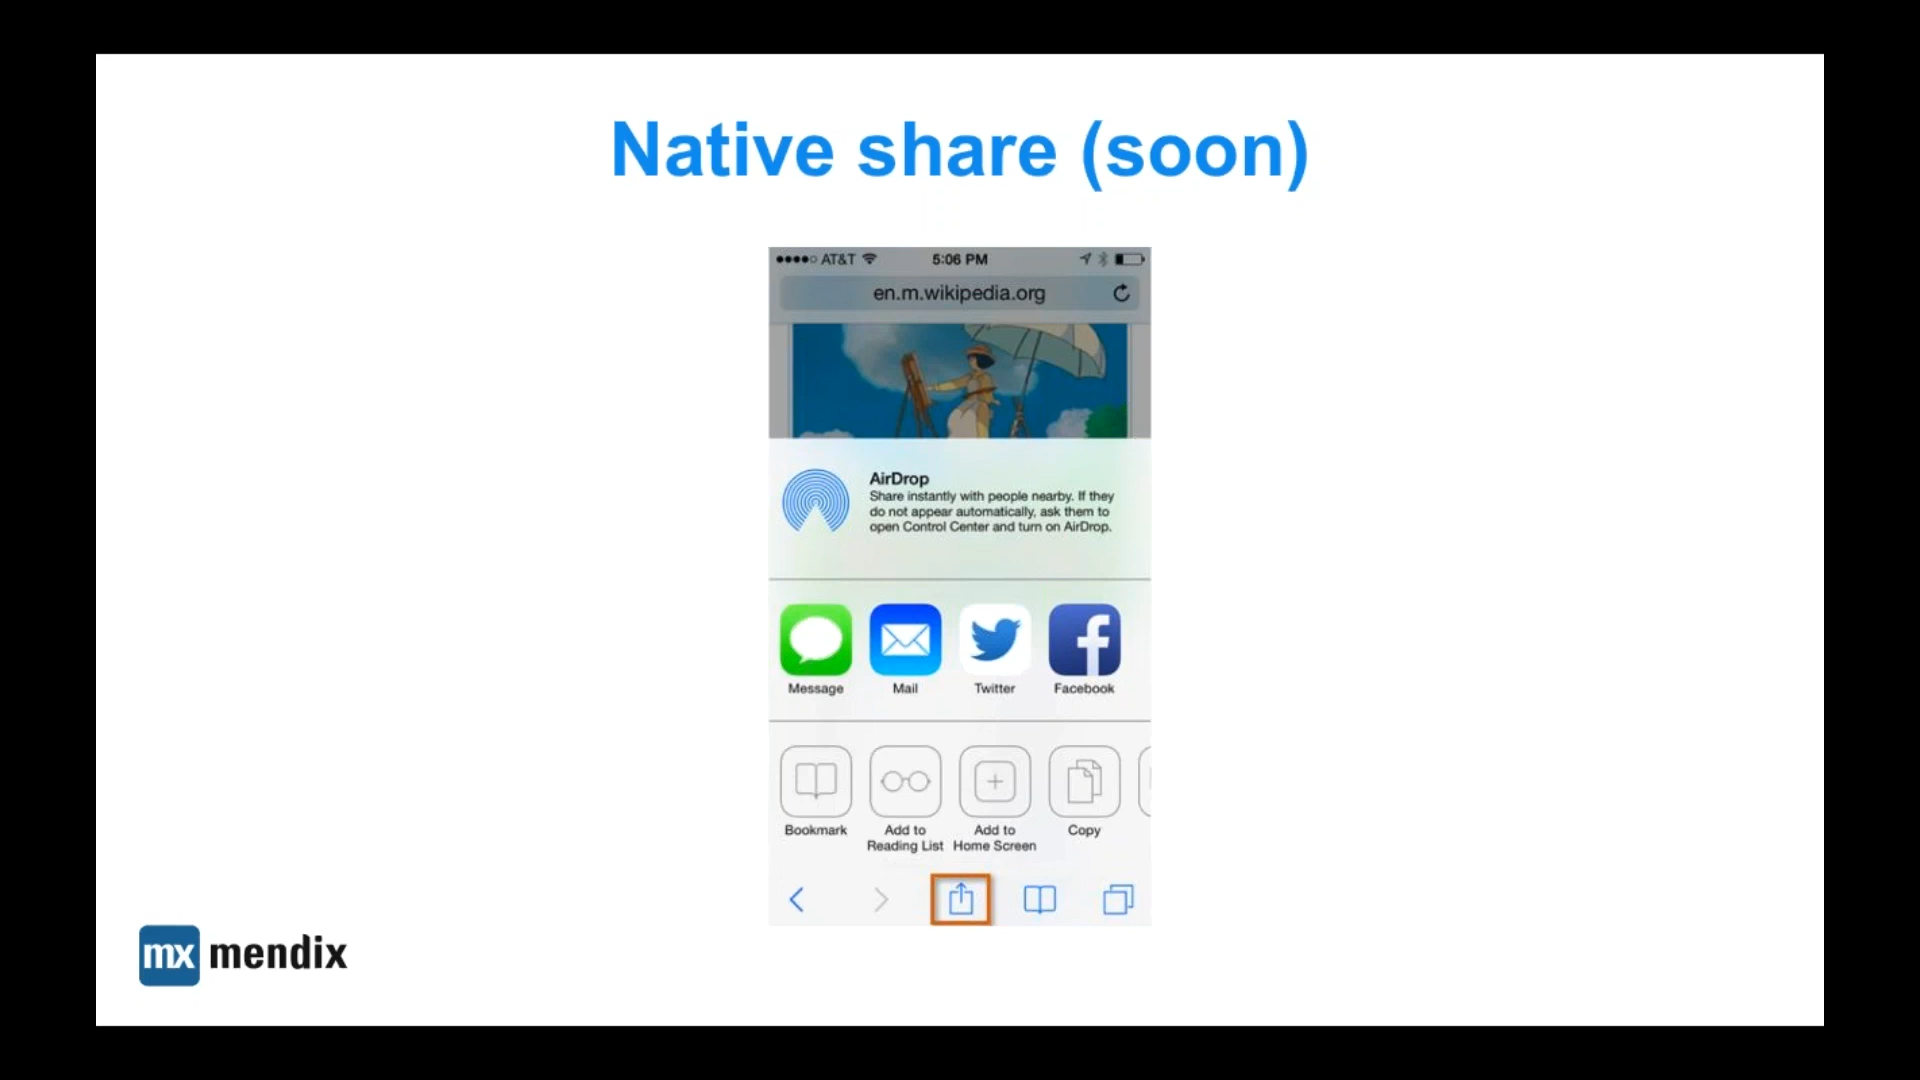 Native share (soon)
AT&T 5:06 PM
en.m.wikipedia.org
AirDrop
Share instantly with people nearby. If they
do not appear automatically, ask them to
open Control Center and turn on AirDrop.
Message Mail Twitter Facebook
Bookmark Add to Add to Copy
Reading List Home Screen
mx mendix